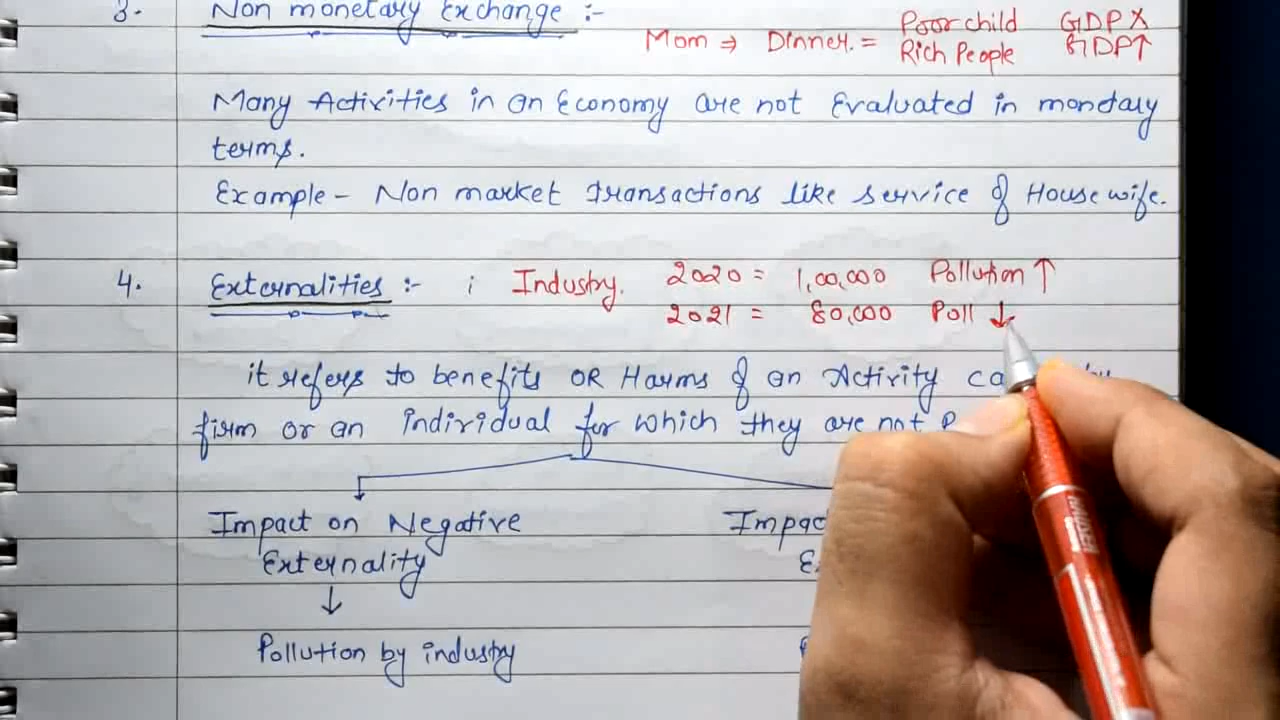 3. Non monetary Exchange :-
Mom ⇒ Dinner. = Poor child GDP X
Rich People GDP↑
Many Activities in an Economy are not Evaluated in monetary
terms.
Example - Non market transactions like service of Housewife.
4. Externalities :- ; Industry. 2020 = 1,00,000 Pollution ↑
2021 = 80,000 Poll ↓
it refers to benefits OR Harms of an Activity
firm or an individual for which they are not
Impact on Negative
Externality
↓
Pollution by industry